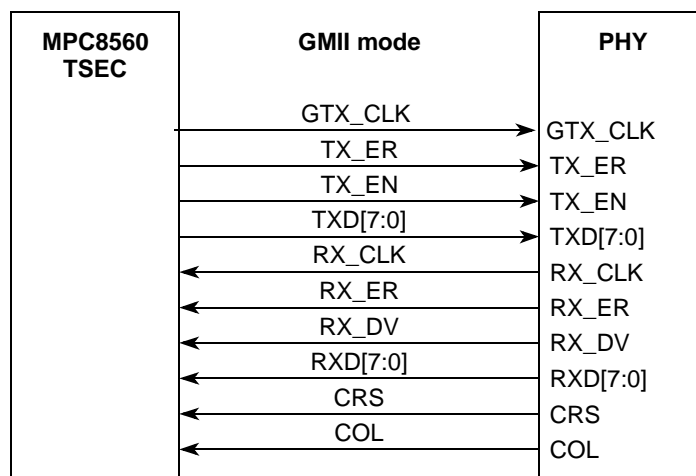 MPC8560 GMII mode PHY
TSEC
GTX_CLK GTX_CLK
TX_ER TX_ER
TX_EN TX_EN
TXD[7:0] TXD[7:0]
RX_CLK RX_CLK
RX_ER RX_ER
RX_DV RX_DV
RXD[7:0] RXD[7:0]
CRS CRS
COL COL